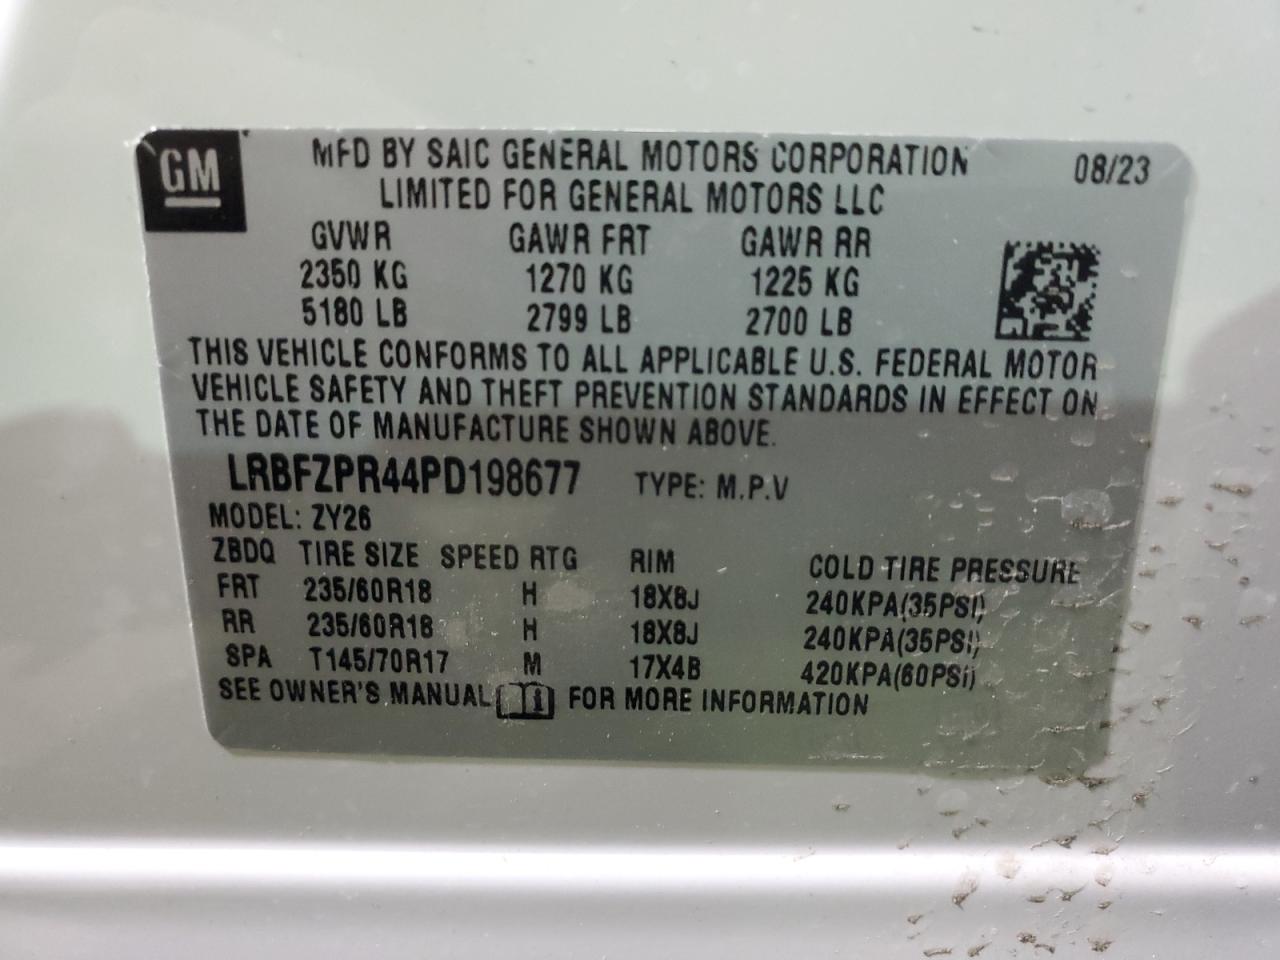 GM
MFD BY SAIC GENERAL MOTORS CORPORATION 08/23
LIMITED FOR GENERAL MOTORS LLC
GVWR GAWR FRT GAWR RR
2350 KG 1270 KG 1225 KG
5180 LB 2799 LB 2700 LB
THIS VEHICLE CONFORMS TO ALL APPLICABLE U.S. FEDERAL MOTOR
VEHICLE SAFETY AND THEFT PREVENTION STANDARDS IN EFFECT ON
THE DATE OF MANUFACTURE SHOWN ABOVE.
LRBFZPR44PD198677 TYPE: M.P.V
MODEL: ZY26
ZBDQ TIRE SIZE SPEED RTG RIM COLD TIRE PRESSURE
FRT 235/60R18 H 18X8J 240KPA(35PSI)
RR 235/60R18 H 18X8J 240KPA(35PSI)
SPA T145/70R17 M 17X4B 420KPA(60PSI)
SEE OWNER'S MANUAL i FOR MORE INFORMATION